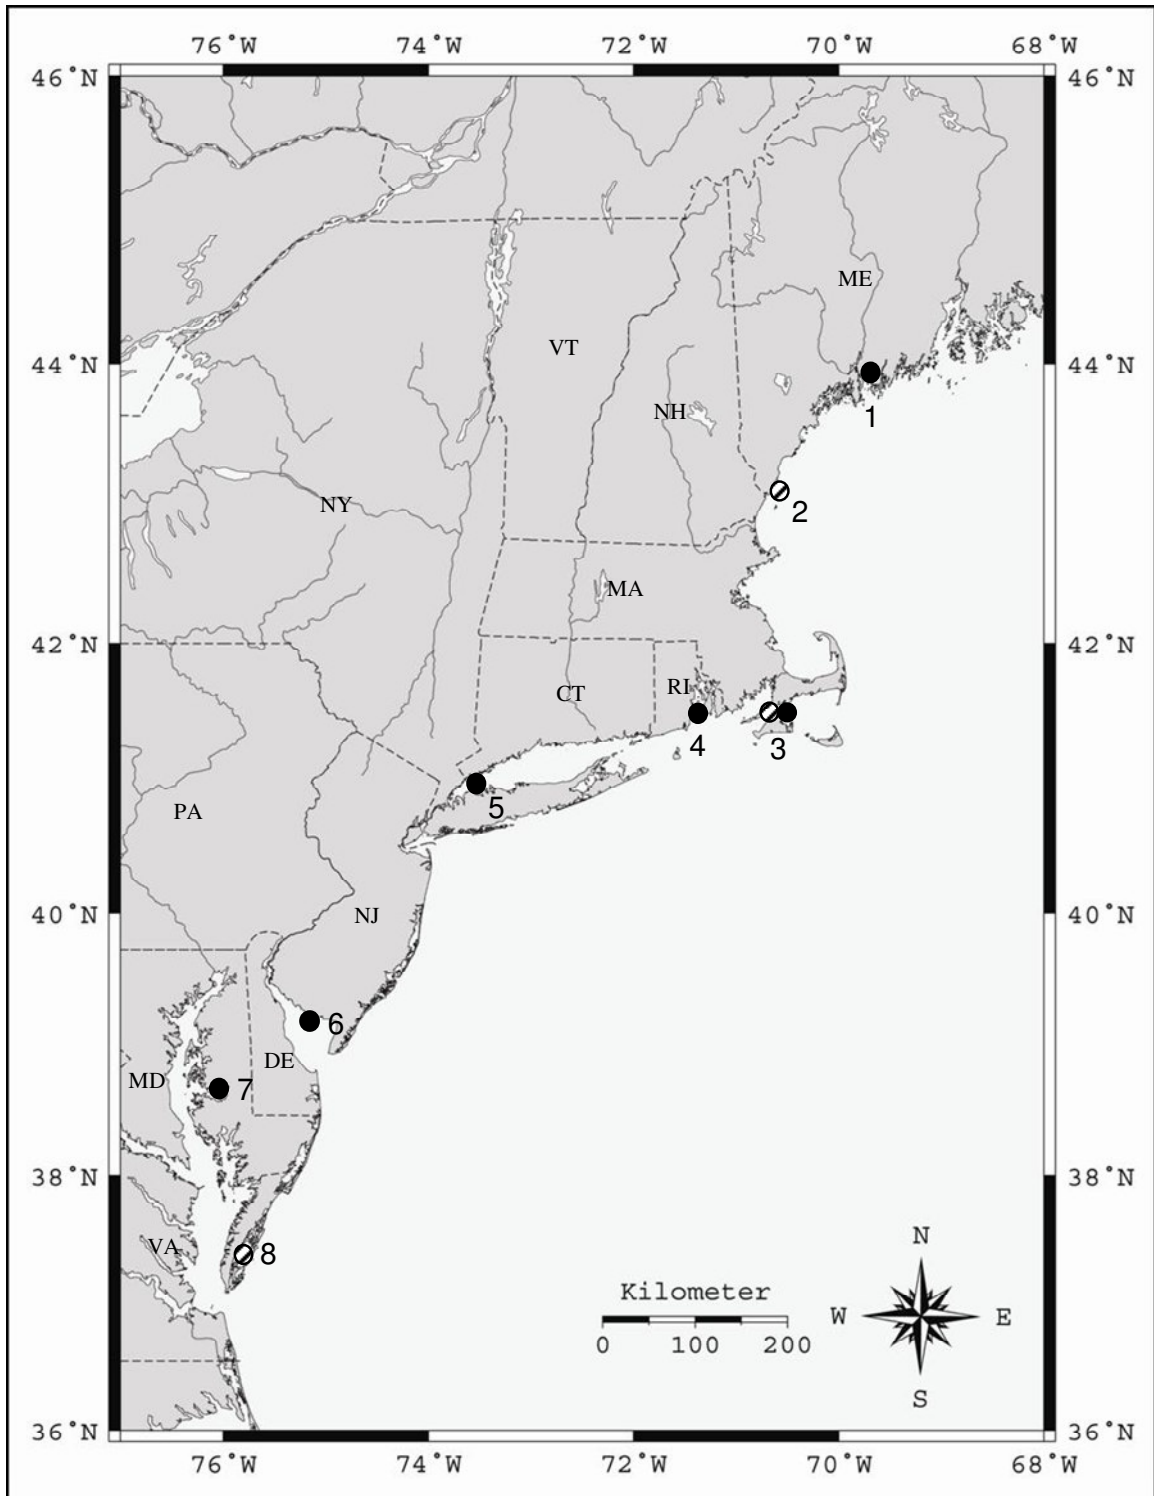 76˚W 74˚W 72˚W 70˚W 68˚W
46˚N 46˚N
ME
VT
44˚N 44˚N
NH
1
NY
2
MA
42˚N 42˚N
RI
CT
4 3
5
PA
NJ
40˚N 40˚N
6
DE
MD 7
38˚N 38˚N
N
VA 8
Kilometer
W E
0 100 200
S
36˚N 36˚N
76˚W 74˚W 72˚W 70˚W 68˚W